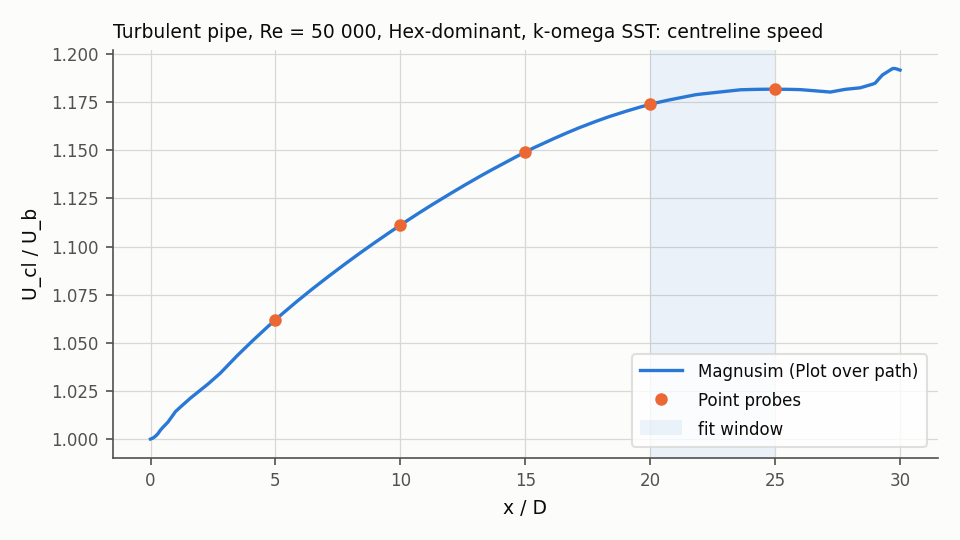 Turbulent pipe, Re = 50 000, Hex-dominant, k-omega SST: centreline speed
U_cl / U_b
1.200
1.175
1.150
1.125
1.100
1.075
1.050
1.025
1.000
Magnusim (Plot over path)
Point probes
fit window
0 5 10 15 20 25 30
x / D